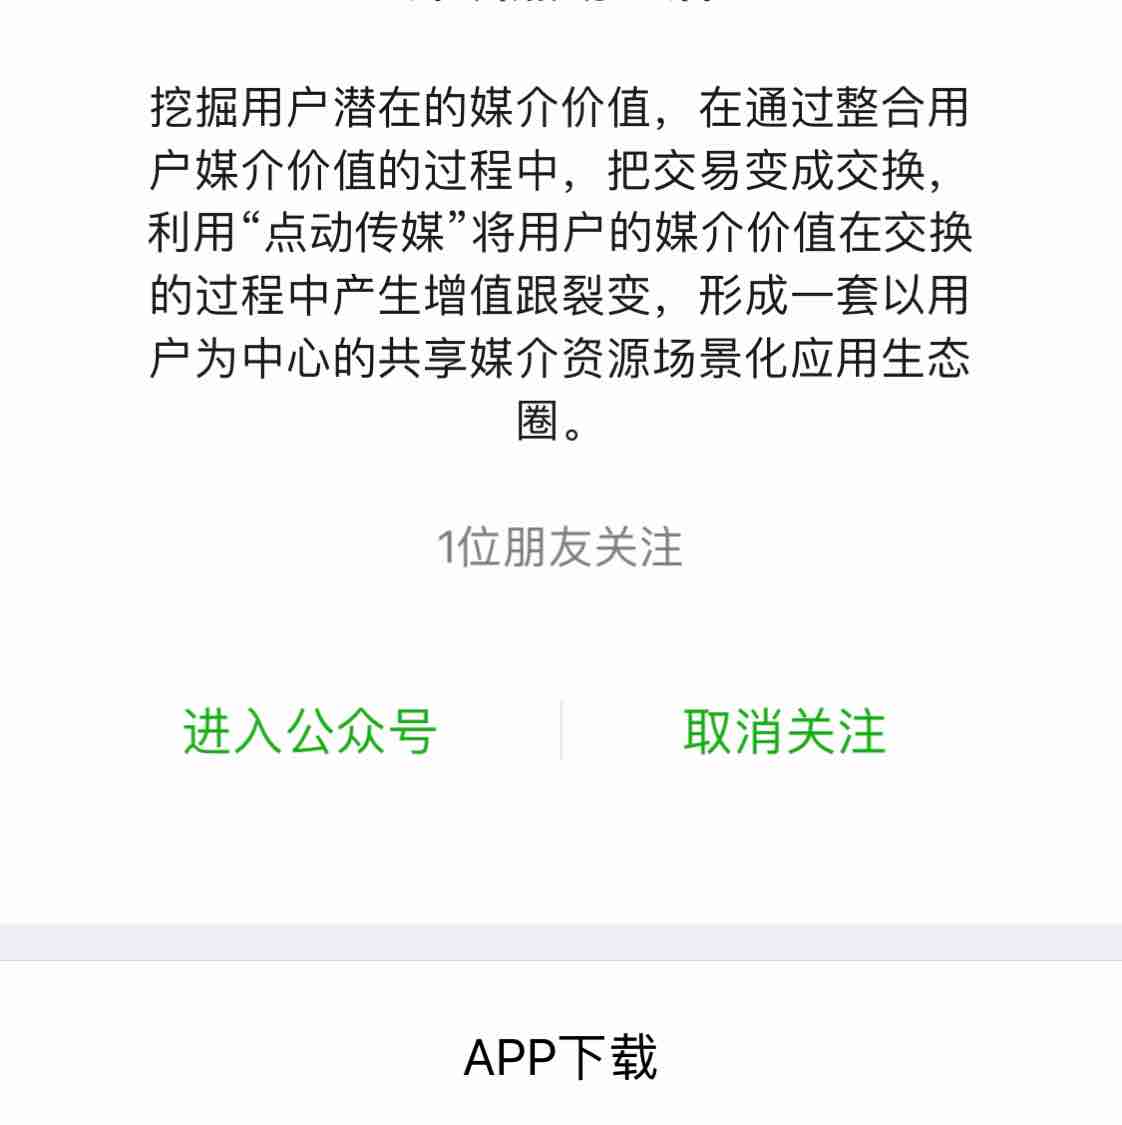 挖掘用户潜在的媒介价值，在通过整合用
户媒介价值的过程中，把交易变成交换，
利用“点动传媒”将用户的媒介价值在交换
的过程中产生增值跟裂变，形成一套以用
户为中心的共享媒介资源场景化应用生态
圈。
1位朋友关注
进入公众号
取消关注
APP下载